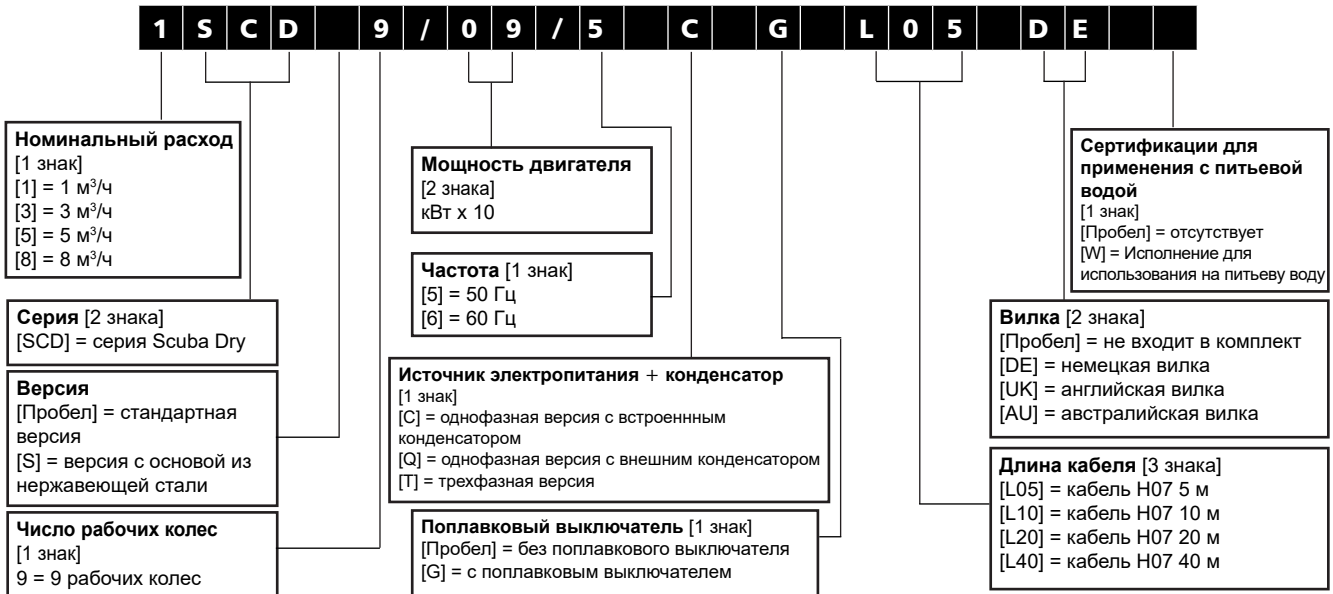 1 S C D 9 / 0 9 / 5 C G L 0 5 D E
Номинальный расход
[1 знак]
[1] = 1 м³/ч
[3] = 3 м³/ч
[5] = 5 м³/ч
[8] = 8 м³/ч
Серия [2 знака]
[SCD] = серия Scuba Dry
Версия
[Пробел] = стандартная
версия
[S] = версия с основой из
нержавеющей стали
Число рабочих колес
[1 знак]
9 = 9 рабочих колес
Мощность двигателя
[2 знака]
кВт x 10
Частота [1 знак]
[5] = 50 Гц
[6] = 60 Гц
Источник электропитания + конденсатор
[1 знак]
[C] = однофазная версия с встроеннным
конденсатором
[Q] = однофазная версия с внешним конденсатором
[T] = трехфазная версия
Поплавковый выключатель [1 знак]
[Пробел] = без поплавкового выключателя
[G] = с поплавковым выключателем
Сертификации для
применения с питьевой
водой
[1 знак]
[Пробел] = отсутствует
[W] = Исполнение для
использования на питьеву воду
Вилка [2 знака]
[Пробел] = не входит в комплект
[DE] = немецкая вилка
[UK] = английская вилка
[AU] = австралийская вилка
Длина кабеля [3 знака]
[L05] = кабель H07 5 м
[L10] = кабель H07 10 м
[L20] = кабель H07 20 м
[L40] = кабель H07 40 м